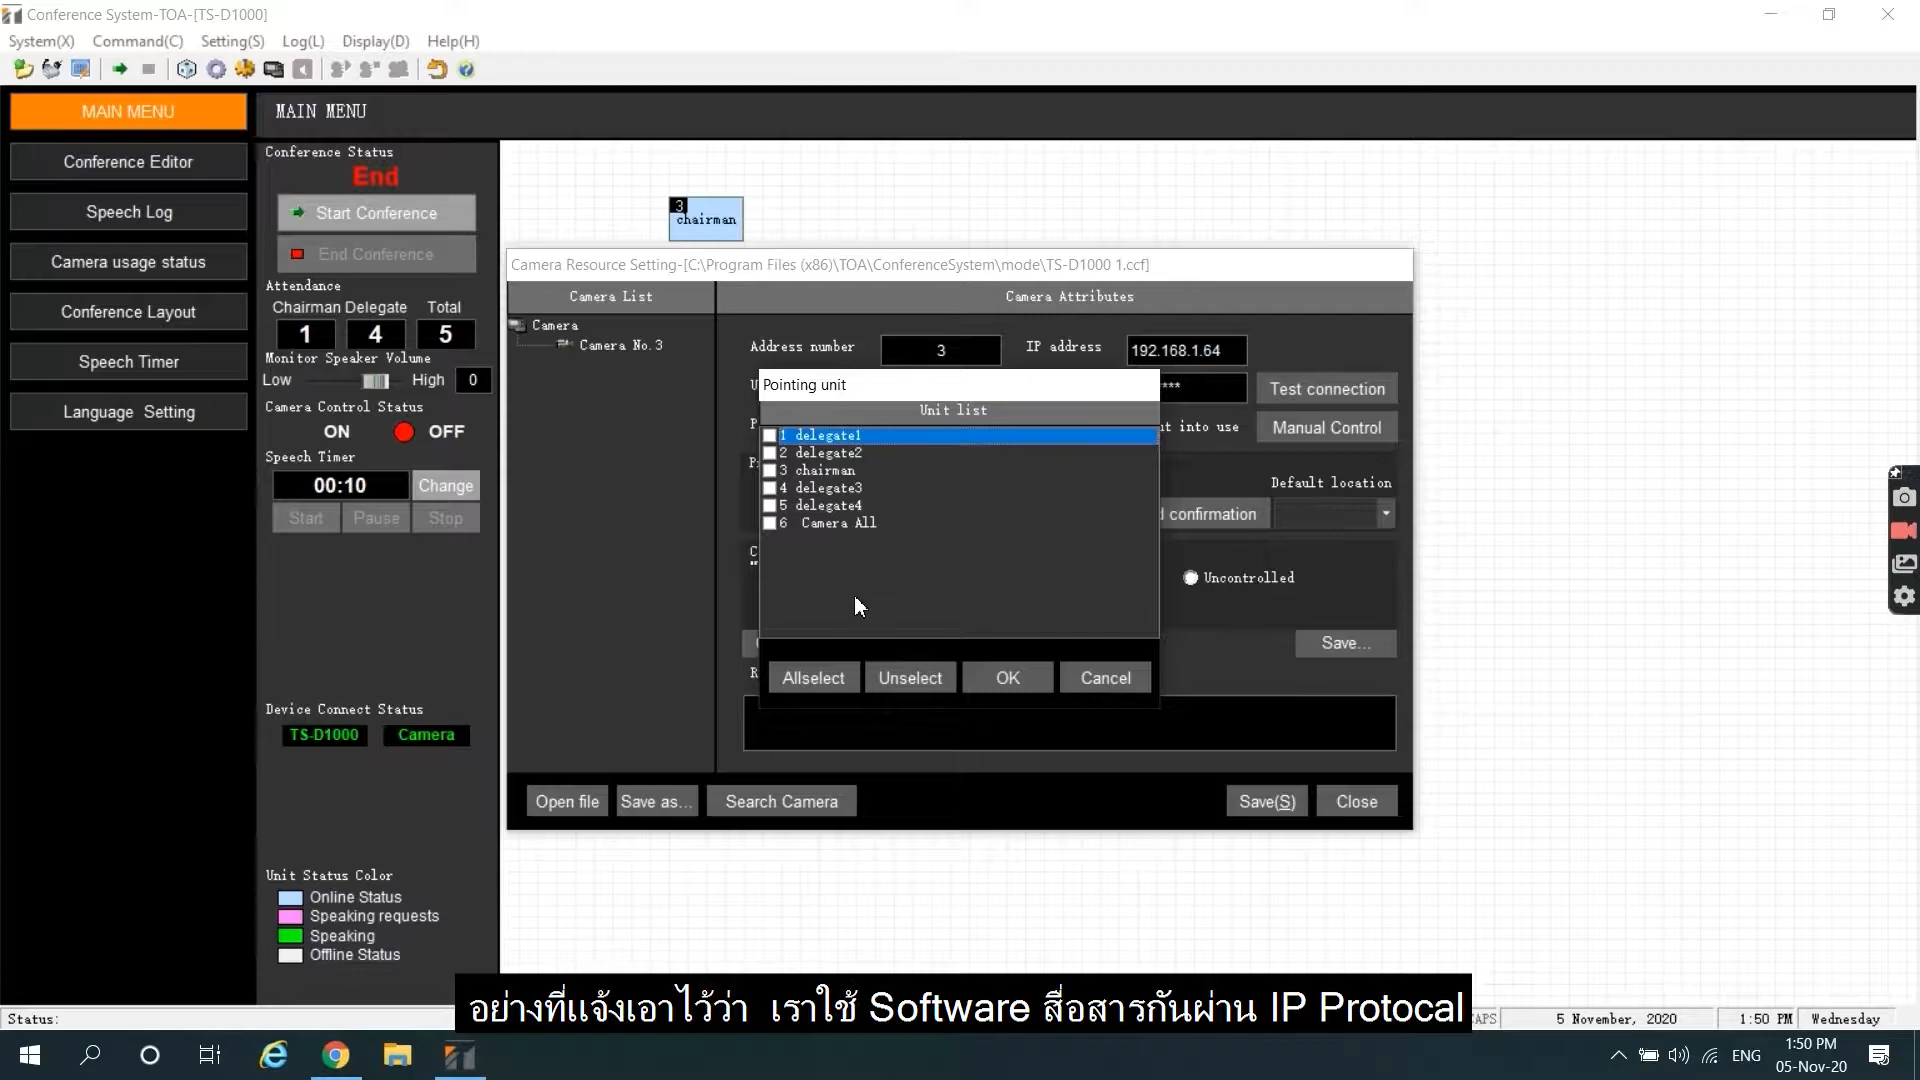 Conference System-TOA-[TS-D1000]
System(X) Command(C) Setting(S) Log(L) Display(D) Help(H)
MAIN MENU
MAIN MENU
Conference Editor
Speech Log
Camera usage status
Conference Layout
Speech Timer
Language Setting
Conference Status
End
Start Conference
End Conference
Attendance
Chairman Delegate Total
1 4 5
Monitor Speaker Volume
Low High 0
Camera Control Status
ON OFF
Speech Timer
00:10 Change
Start Pause Stop
Device Connect Status
TS-D1000 Camera
Unit Status Color
Online Status
Speaking requests
Speaking
Offline Status
3
chairman
Camera Resource Setting-[C:\Program Files (x86)\TOA\ConferenceSystem\mode\TS-D1000 1.ccf]
Camera List
Camera Attributes
Camera
Camera No.3
Address number 3 IP address 192.168.1.64
*** Test connection
t into use Manual Control
Default location
confirmation
Uncontrolled
Save...
Pointing unit
Unit list
1 delegate1
2 delegate2
3 chairman
4 delegate3
5 delegate4
6 Camera All
Allselect Unselect OK Cancel
Open file Save as... Search Camera Save(S) Close
อย่างที่แจ้งเอาไว้ว่า เราใช้ Software สื่อสารกันผ่าน IP Protocal
Status:
CAPS 5 November, 2020 1:50 PM Wednesday
ENG
1:50 PM
05-Nov-20